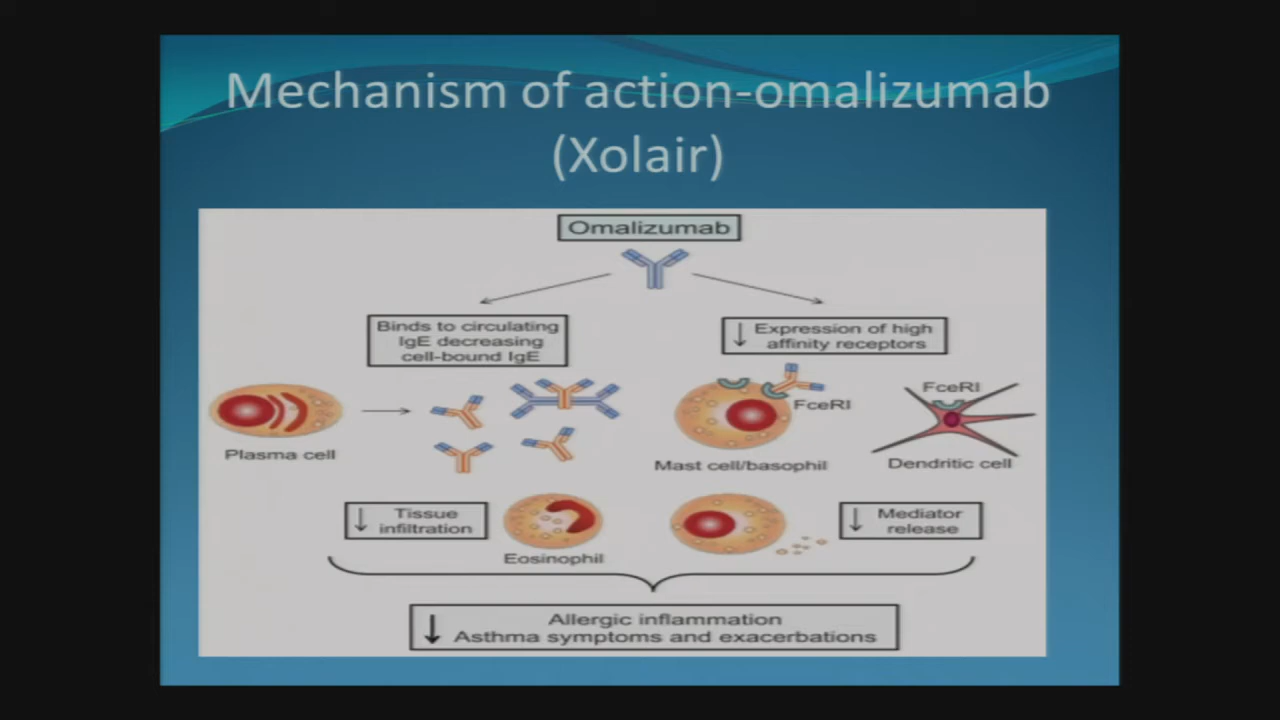 Mechanism of action-omalizumab
(Xolair)
Omalizumab
Binds to circulating
IgE decreasing
cell-bound IgE
↓ Expression of high
affinity receptors
FceRI
FceRI
Plasma cell
Mast cell/basophil
Dendritic cell
↓ Tissue
infiltration
↓ Mediator
release
Eosinophil
↓ Allergic inflammation
Asthma symptoms and exacerbations